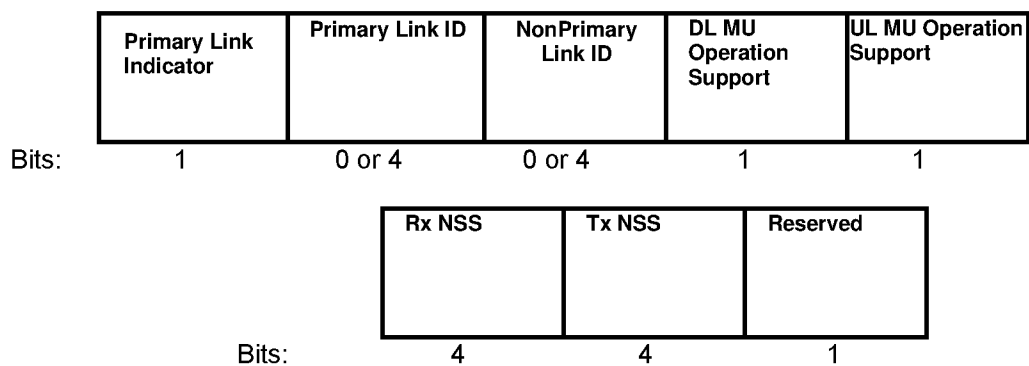 Primary Link Indicator
Primary Link ID
NonPrimary Link ID
DL MU Operation Support
UL MU Operation Support
Bits: 1 0 or 4 0 or 4 1 1
Rx NSS Tx NSS Reserved
Bits: 4 4 1